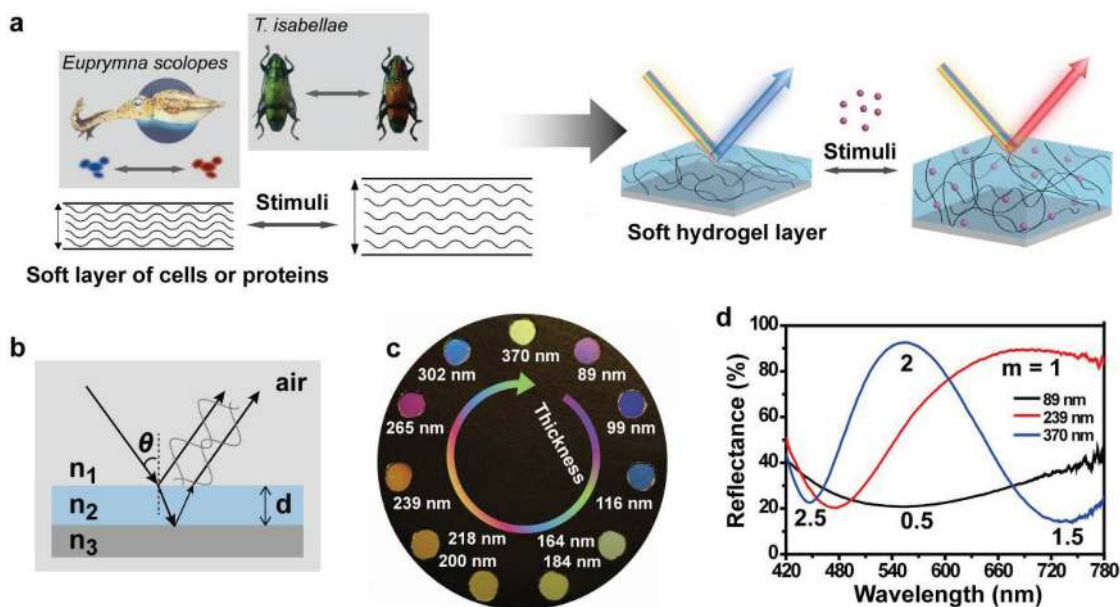 a
Euprymna scolopes
T. isabellae
Stimuli
Soft layer of cells or proteins
Stimuli
Soft hydrogel layer
b
air
θ
n1
n2
d
n3
c
370 nm
89 nm
99 nm
116 nm
164 nm
184 nm
200 nm
218 nm
239 nm
265 nm
302 nm
Thickness
d
Reflectance (%)
100
80
60
40
20
0
2
m = 1
89 nm
239 nm
370 nm
2.5
0.5
1.5
420 480 540 600 660 720 780
Wavelength (nm)